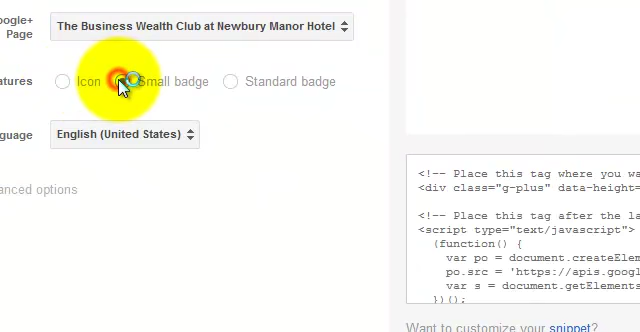 oogle+
Page
The Business Wealth Club at Newbury Manor Hotel
atures
Icon
Small badge
Standard badge
guage
English (United States)
anced options
<!-- Place this tag where you wa
<div class="g-plus" data-height=
<!-- Place this tag after the la
<script type="text/javascript">
(function() {
var po = document.createElem
po.src = 'https://apis.googl
var s = document.getElements
})();
Want to customize your snippet?